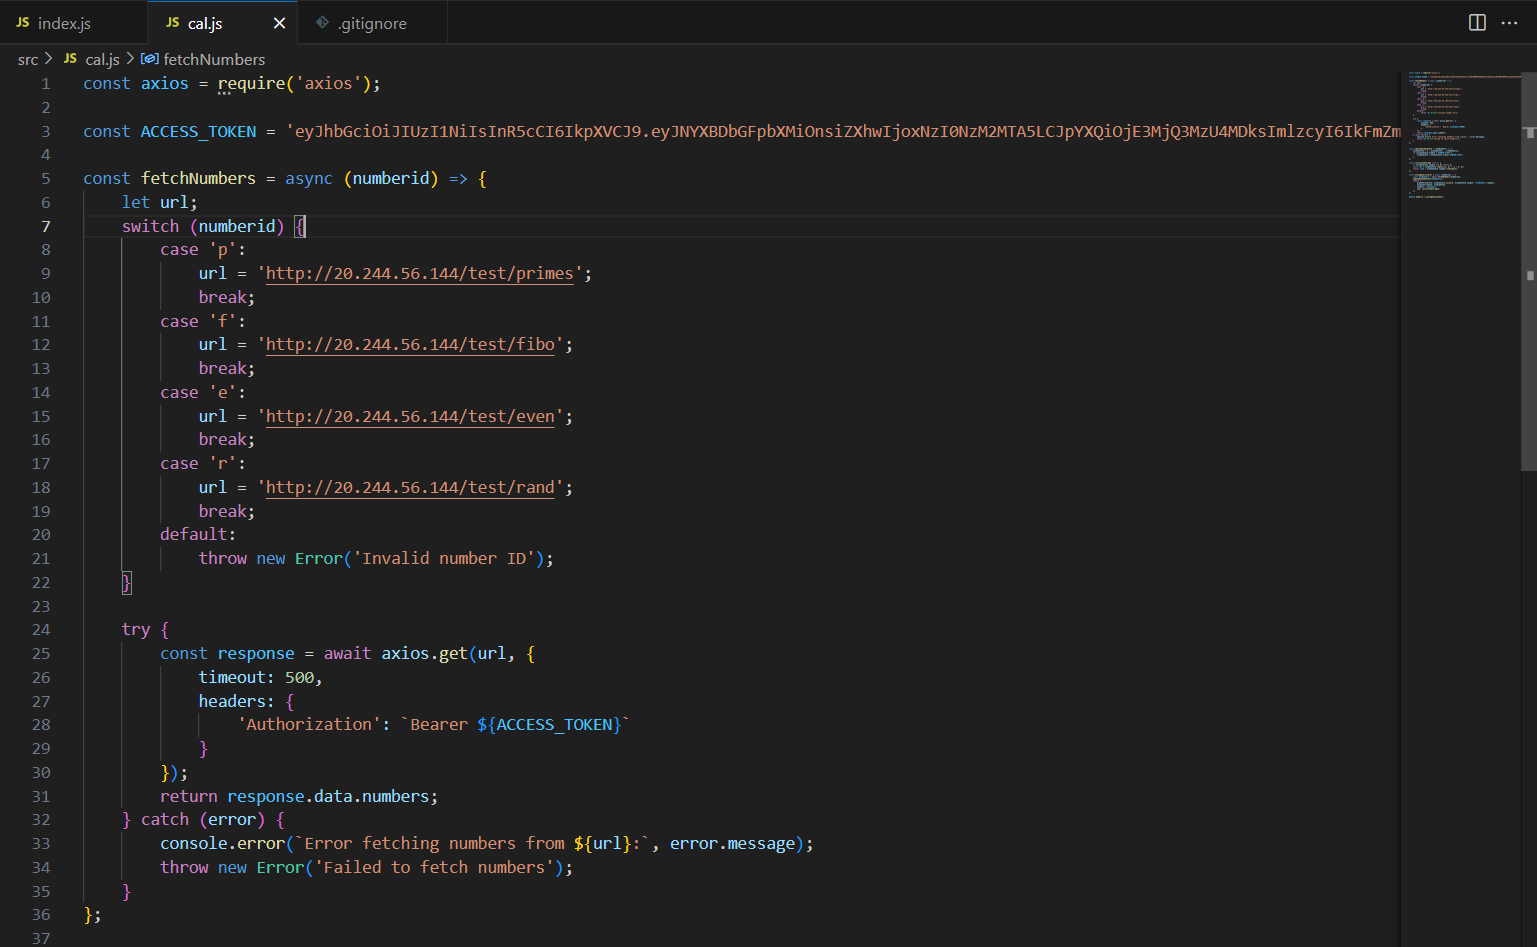 JS index.js JS cal.js .gitignore
src JS cal.js fetchNumbers
1 const axios = require('axios');
2
3 const ACCESS_TOKEN = 'eyJhbGciOiJIUzI1NiIsInR5cCI6IkpXVCJ9.eyJNYXBDbGFpbXMiOnsiZXhwIjoxNzI0NzM2MTA5LCJpYXQiOjE3MjQ3MzU4MDksImlzcyI6IkFmZm
4
5 const fetchNumbers = async (numberid) => {
6 let url;
7 switch (numberid) {
8 case 'p':
9 url = 'http://20.244.56.144/test/primes';
10 break;
11 case 'f':
12 url = 'http://20.244.56.144/test/fibo';
13 break;
14 case 'e':
15 url = 'http://20.244.56.144/test/even';
16 break;
17 case 'r':
18 url = 'http://20.244.56.144/test/rand';
19 break;
20 default:
21 throw new Error('Invalid number ID');
22 }
23
24 try {
25 const response = await axios.get(url, {
26 timeout: 500,
27 headers: {
28 'Authorization': `Bearer ${ACCESS_TOKEN}`
29 }
30 });
31 return response.data.numbers;
32 } catch (error) {
33 console.error(`Error fetching numbers from ${url}:`, error.message);
34 throw new Error('Failed to fetch numbers');
35 }
36 };
37